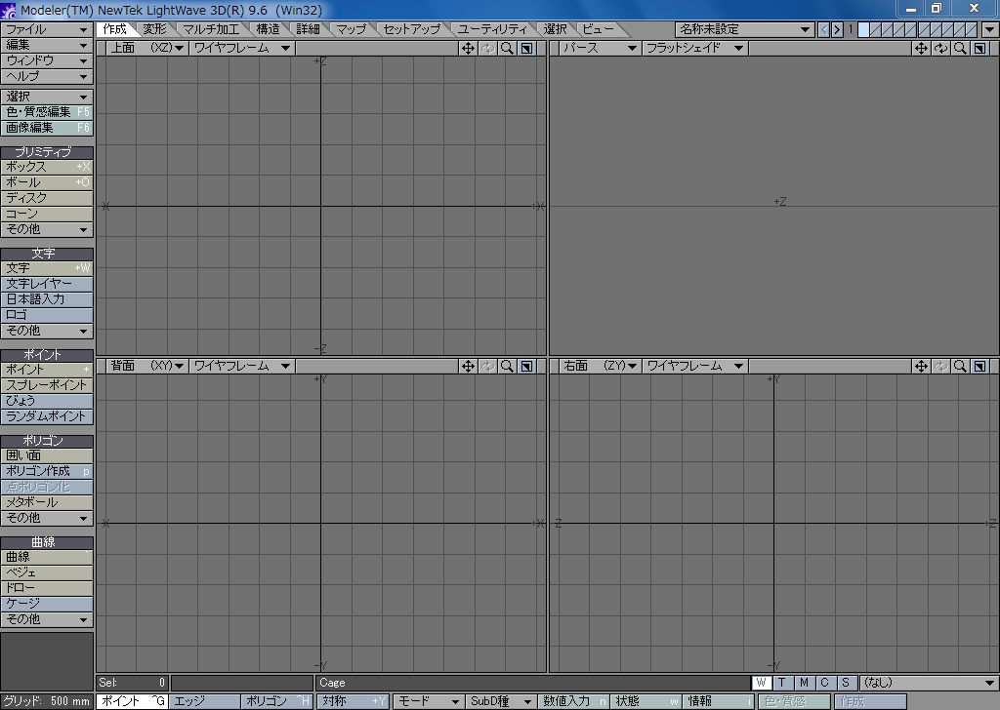 Modeler(TM) NewTek LightWave 3D(R) 9.6 (Win32)
ファイル 作成 変形 マルチ加工 構造 詳細 マップ セットアップ ユーティリティ 選択 ビュー 名称未設定 < > 1
編集
ウィンドウ
ヘルプ
選択
色・質感編集 F5
画像編集 F6
プリミティブ
ボックス +X
ボール +O
ディスク
コーン
その他
文字
文字 +W
文字レイヤー
日本語入力
ロゴ
その他
ポイント
ポイント +
スプレーポイント
びょう
ランダムポイント
ポリゴン
囲い面
ポリゴン作成 p
点ポリゴン化
メタボール
その他
曲線
曲線
ベジェ
ドロー
ケージ
その他
上面 (XZ) ワイヤフレーム
+Z
-X +X
-Z
パース フラットシェイド
+Z
背面 (XY) ワイヤフレーム
+Y
-X +X
-Y
右面 (ZY) ワイヤフレーム
+Y
-Z +Z
-Y
Sel: 0 Cage W T M C S (なし)
グリッド: 500 mm ポイント ^G エッジ ポリゴン ^H 対称 +Y モード SubD種 数値入力 n 状態 w 情報 i 色・質感 作成